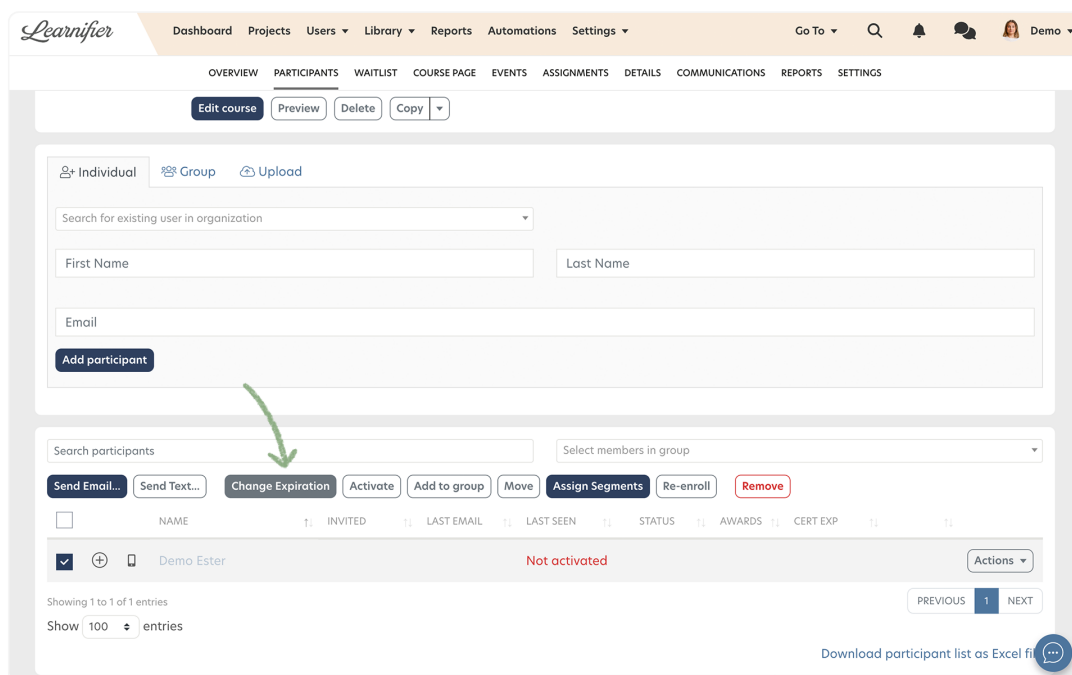 Learnifier Dashboard Projects Users Library Reports Automations Settings Go To Demo
OVERVIEW PARTICIPANTS WAITLIST COURSE PAGE EVENTS ASSIGNMENTS DETAILS COMMUNICATIONS REPORTS SETTINGS
Edit course Preview Delete Copy
Individual Group Upload
Search for existing user in organization
First Name Last Name
Email
Add participant
Search participants Select members in group
Send Email... Send Text... Change Expiration Activate Add to group Move Assign Segments Re-enroll Remove
NAME INVITED LAST EMAIL LAST SEEN STATUS AWARDS CERT EXP
Demo Ester Not activated Actions
Showing 1 to 1 of 1 entries PREVIOUS 1 NEXT
Show 100 entries
Download participant list as Excel fi